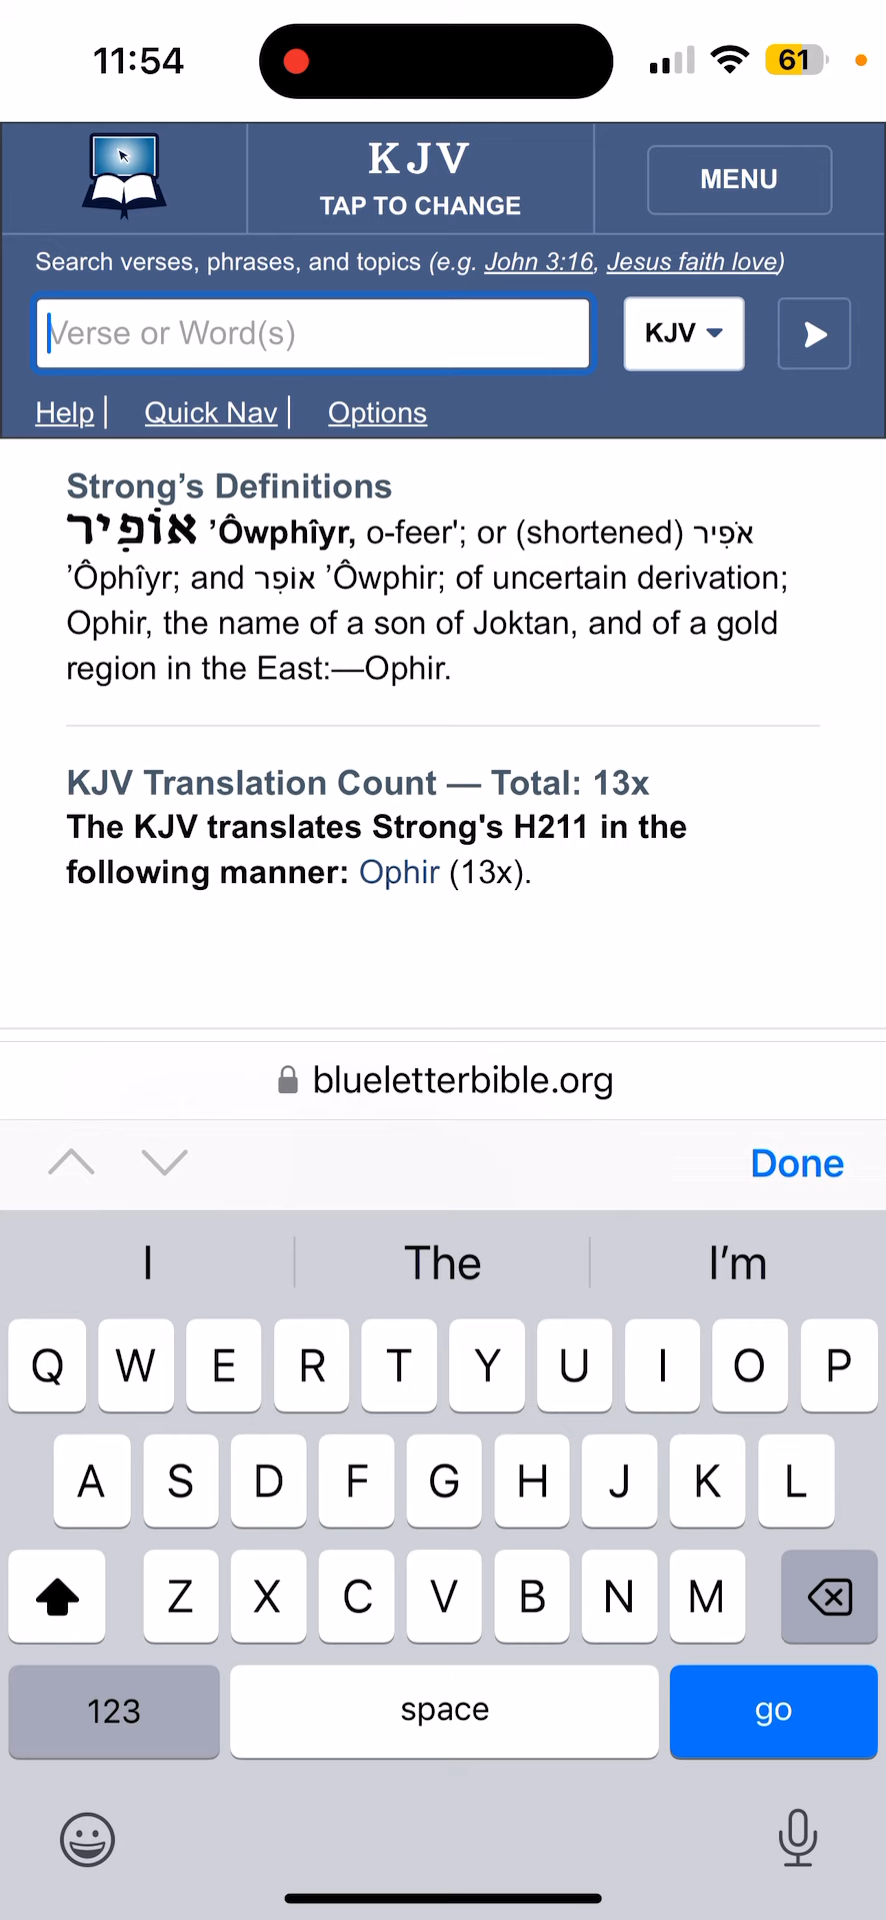 11:54
61
KJV
TAP TO CHANGE
MENU
Search verses, phrases, and topics (e.g. John 3:16, Jesus faith love)
Verse or Word(s)
KJV
Help | Quick Nav | Options
Strong’s Definitions
אוֹפִיר ʼÔwphîyr, o-feer'; or (shortened) אֹפִיר
ʼÔphîyr; and אוֹפִר ʼÔwphir; of uncertain derivation;
Ophir, the name of a son of Joktan, and of a gold
region in the East:—Ophir.
KJV Translation Count — Total: 13x
The KJV translates Strong's H211 in the
following manner: Ophir (13x).
blueletterbible.org
Done
I The I’m
Q W E R T Y U I O P
A S D F G H J K L
Z X C V B N M
123 space go